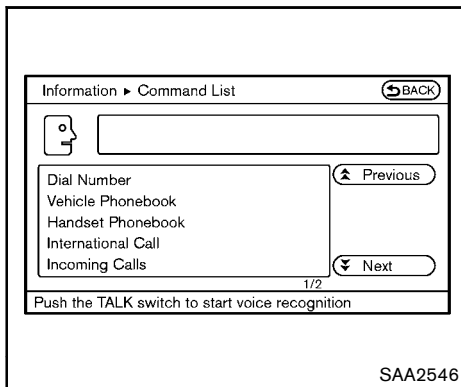 Information ▸ Command List
BACK
Dial Number
Previous
Vehicle Phonebook
Handset Phonebook
International Call
Incoming Calls
Next
1/2
Push the TALK switch to start voice recognition
SAA2546